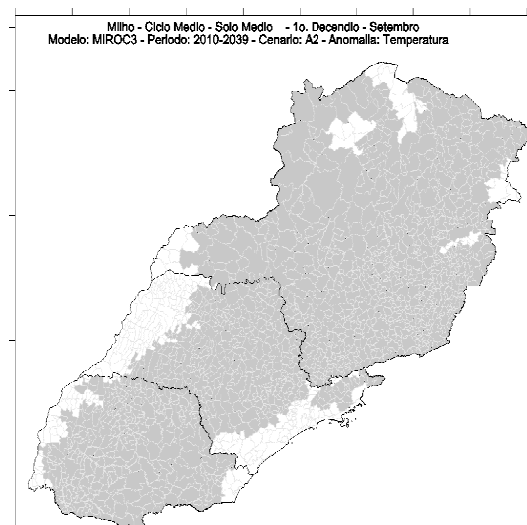 Milho - Ciclo Medio - Solo Medio - 1o. Decendio - Setembro
Modelo: MIROC3 - Periodo: 2010-2039 - Cenario: A2 - Anomalia: Temperatura